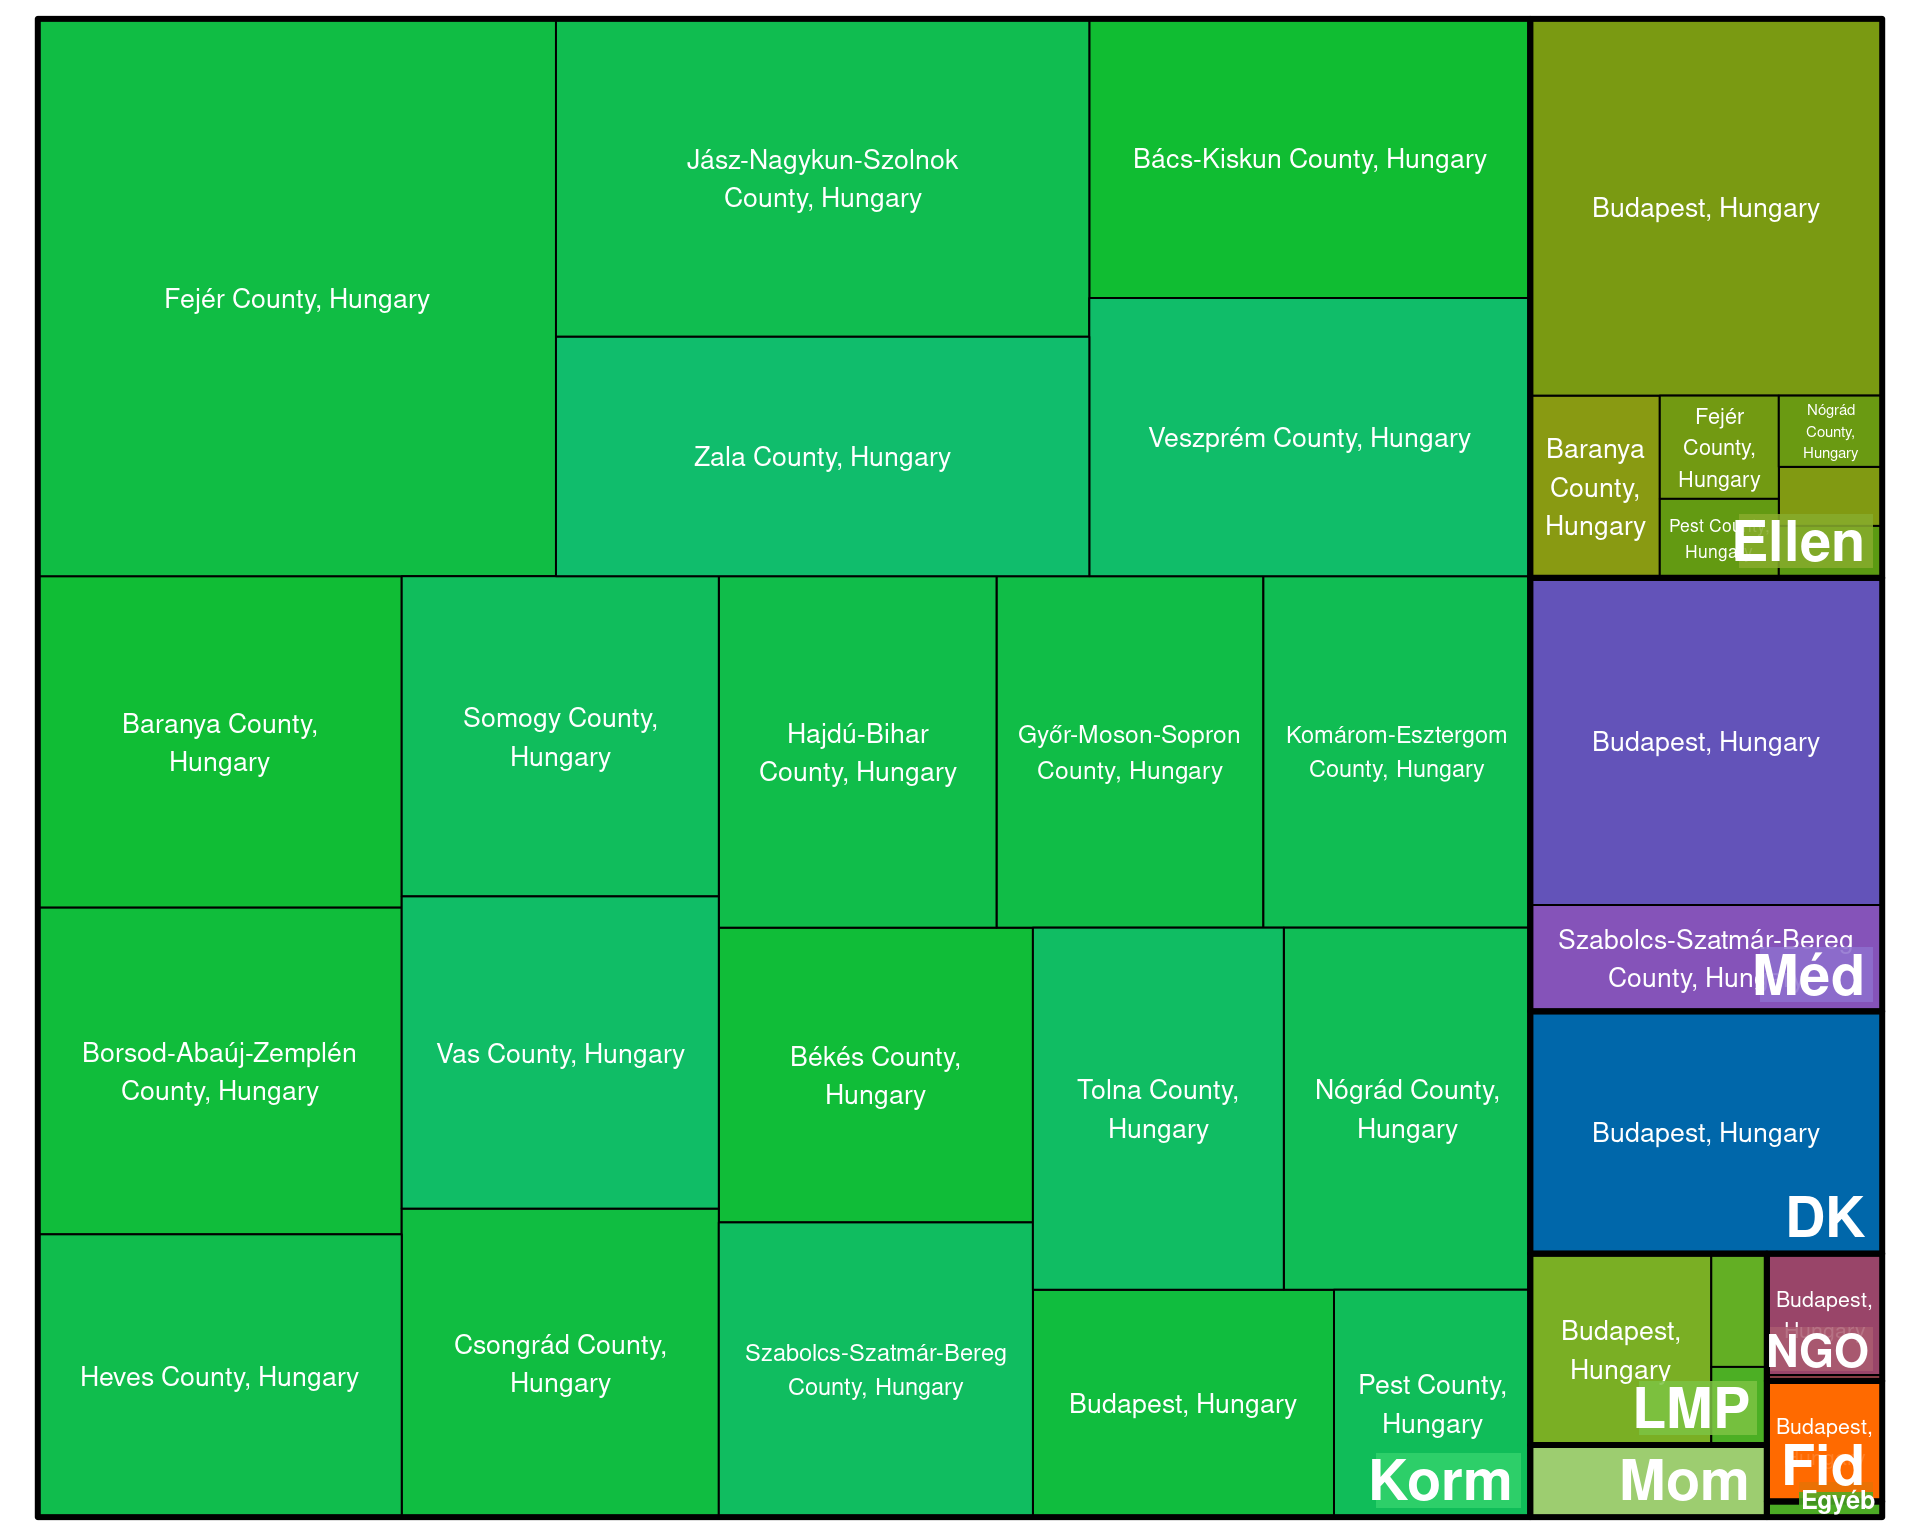 Fejér County, Hungary
Jász-Nagykun-Szolnok
County, Hungary
Bács-Kiskun County, Hungary
Zala County, Hungary
Veszprém County, Hungary
Baranya County,
Hungary
Somogy County,
Hungary
Hajdú-Bihar
County, Hungary
Győr-Moson-Sopron
County, Hungary
Komárom-Esztergom
County, Hungary
Borsod-Abaúj-Zemplén
County, Hungary
Vas County, Hungary
Békés County,
Hungary
Tolna County,
Hungary
Nógrád County,
Hungary
Heves County, Hungary
Csongrád County,
Hungary
Szabolcs-Szatmár-Bereg
County, Hungary
Budapest, Hungary
Pest County,
Hungary
Korm
Budapest, Hungary
Baranya
County,
Hungary
Fejér
County,
Hungary
Nógrád
County,
Hungary
Pest
Ellen
Budapest, Hungary
Szabolcs-Szatmár-Bereg
County,
Méd
Budapest, Hungary
DK
Budapest,
Hungary
LMP
Mom
Budapest,
Hungary
NGO
Budapest,
Fid
Egyéb